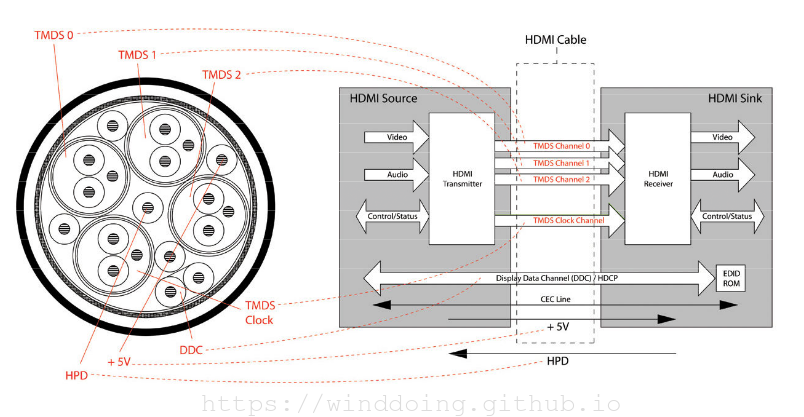 TMDS 0
TMDS 1
TMDS 2
TMDS
Clock
DDC
+ 5V
HPD
HDMI Cable
HDMI Source
HDMI Sink
Video
Audio
Control/Status
HDMI
Transmitter
TMDS Channel 0
TMDS Channel 1
TMDS Channel 2
TMDS Clock Channel
HDMI
Receiver
Video
Audio
Control/Status
Display Data Channel (DDC) / HDCP
EDID
ROM
CEC Line
+ 5V
HPD
https://winddoing.github.io